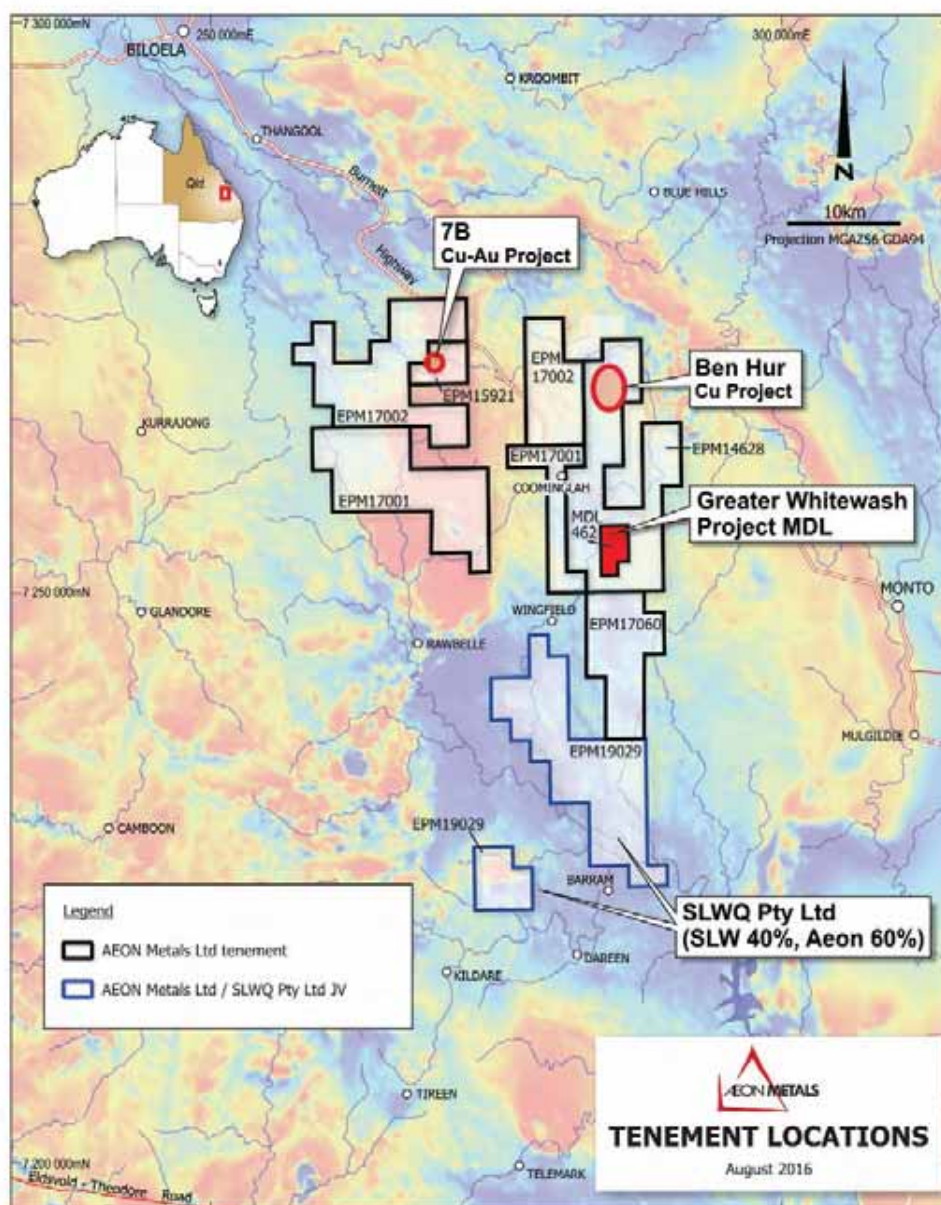 7 300 000mN
250 000mE
300 000mE
BILOELA
KROOMBIT
THANGOOL
Qld
Burnett
Highway
BLUE HILLS
N
10km
Projection MGAZ56 GDA94
7B
Cu-Au Project
EPM
17002
Ben Hur
Cu Project
EPM15921
EPM17002
KURRAJONG
EPM14628
EPM17001
COOMINGLAH
EPM17001
Greater Whitewash
Project MDL
MDL
462
7 250 000mN
MONTO
GLANDORE
WINGFIELD
EPM17060
RAWBELLE
MULGILDIE
EPM19029
CAMBOON
EPM19029
BARRAM
SLWQ Pty Ltd
(SLW 40%, Aeon 60%)
Legend
AEON Metals Ltd tenement
AEON Metals Ltd / SLWQ Pty Ltd JV
DAREEN
KILDARE
TIREEN
AEON METALS
TENEMENT LOCATIONS
August 2016
7 200 000mN
TELEMARK
Eidsvold - Theodore Road